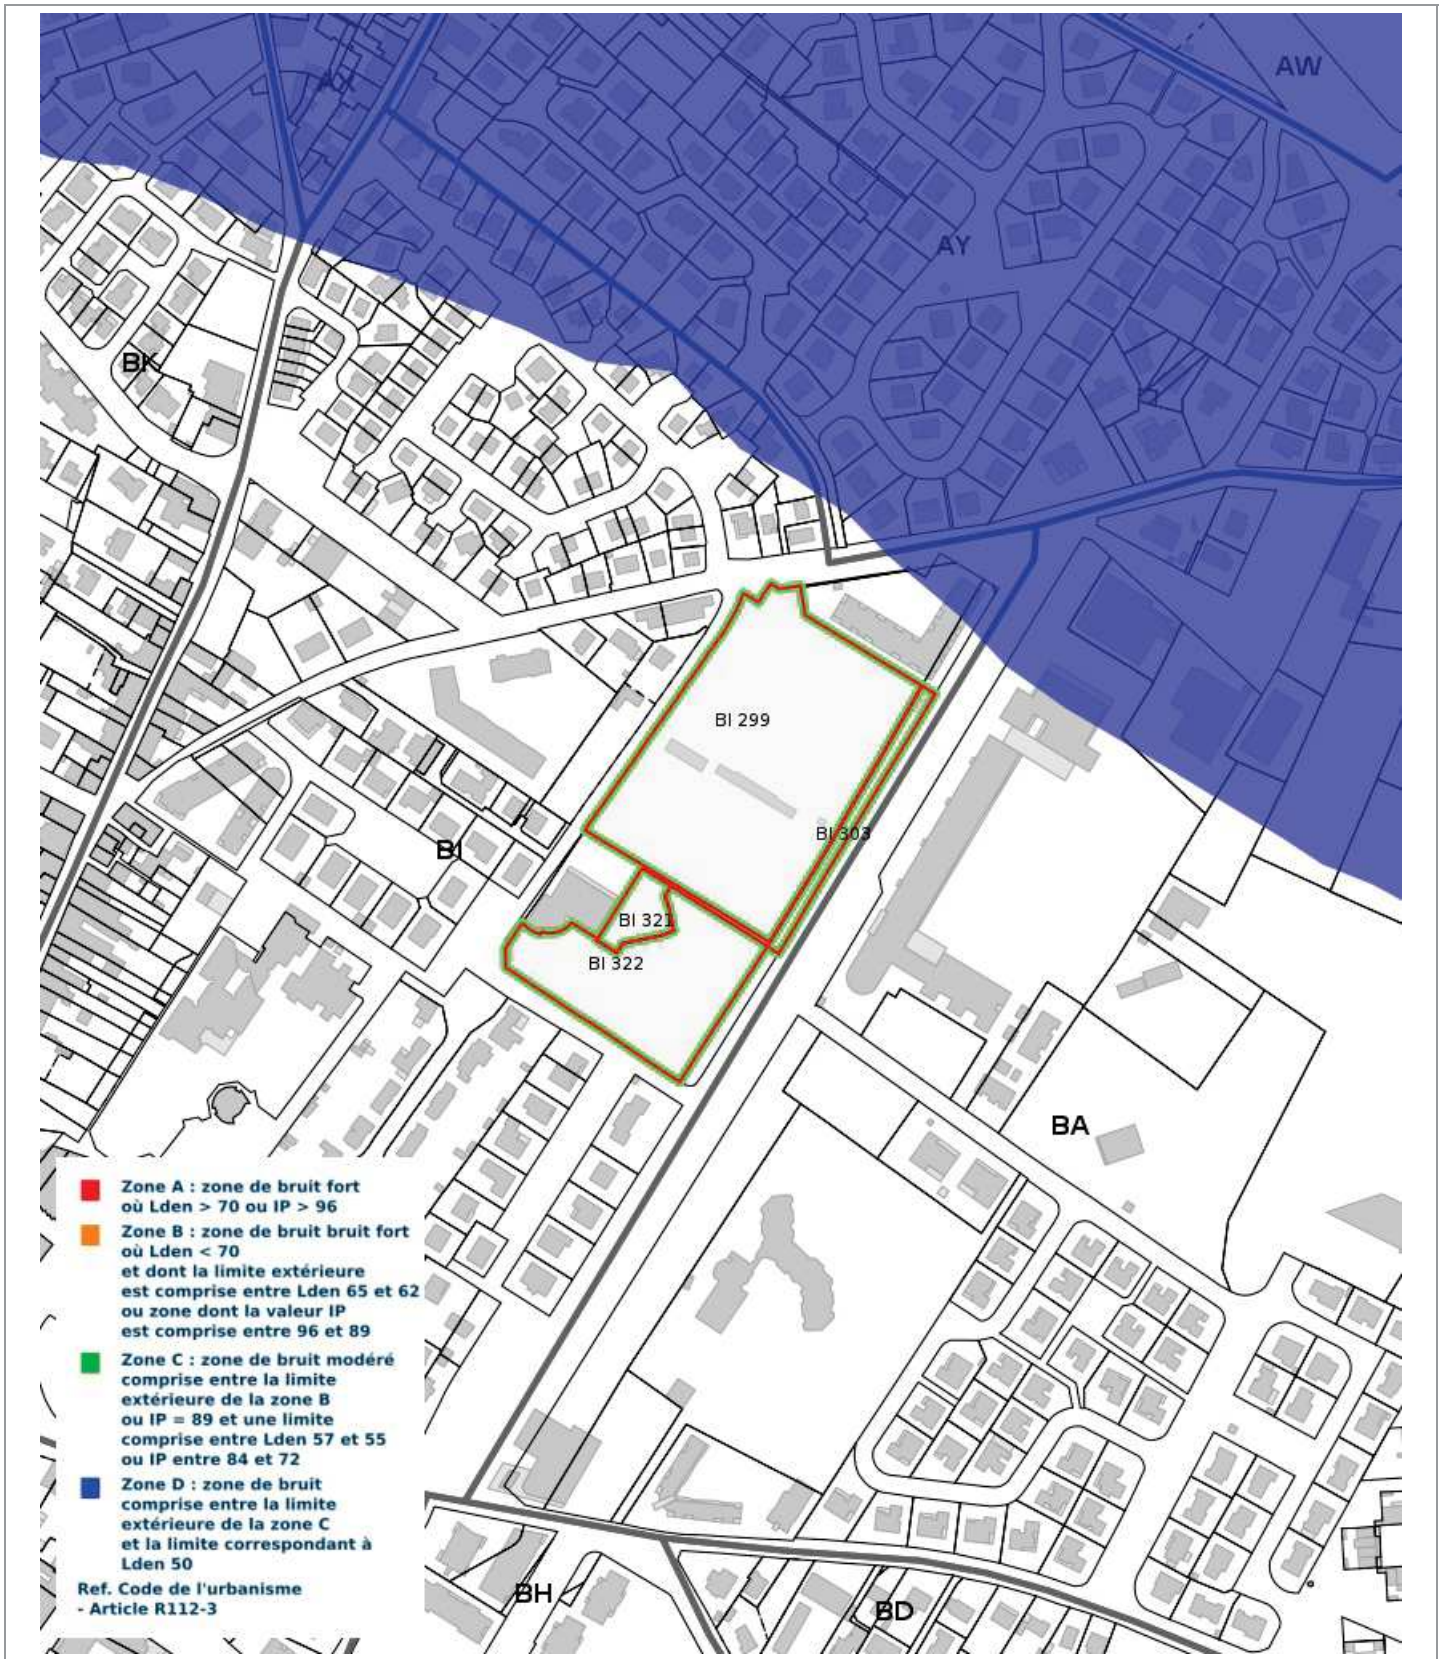 AX
AW
AY
BK
BI 299
BI 303
BI
BI 321
BI 322
BA
Zone A : zone de bruit fort
où Lden > 70 ou IP > 96
Zone B : zone de bruit bruit fort
où Lden < 70
et dont la limite extérieure
est comprise entre Lden 65 et 62
ou zone dont la valeur IP
est comprise entre 96 et 89
Zone C : zone de bruit modéré
comprise entre la limite
extérieure de la zone B
ou IP = 89 et une limite
comprise entre Lden 57 et 55
ou IP entre 84 et 72
Zone D : zone de bruit
comprise entre la limite
extérieure de la zone C
et la limite correspondant à
Lden 50
Ref. Code de l'urbanisme
- Article R112-3
BH
BD